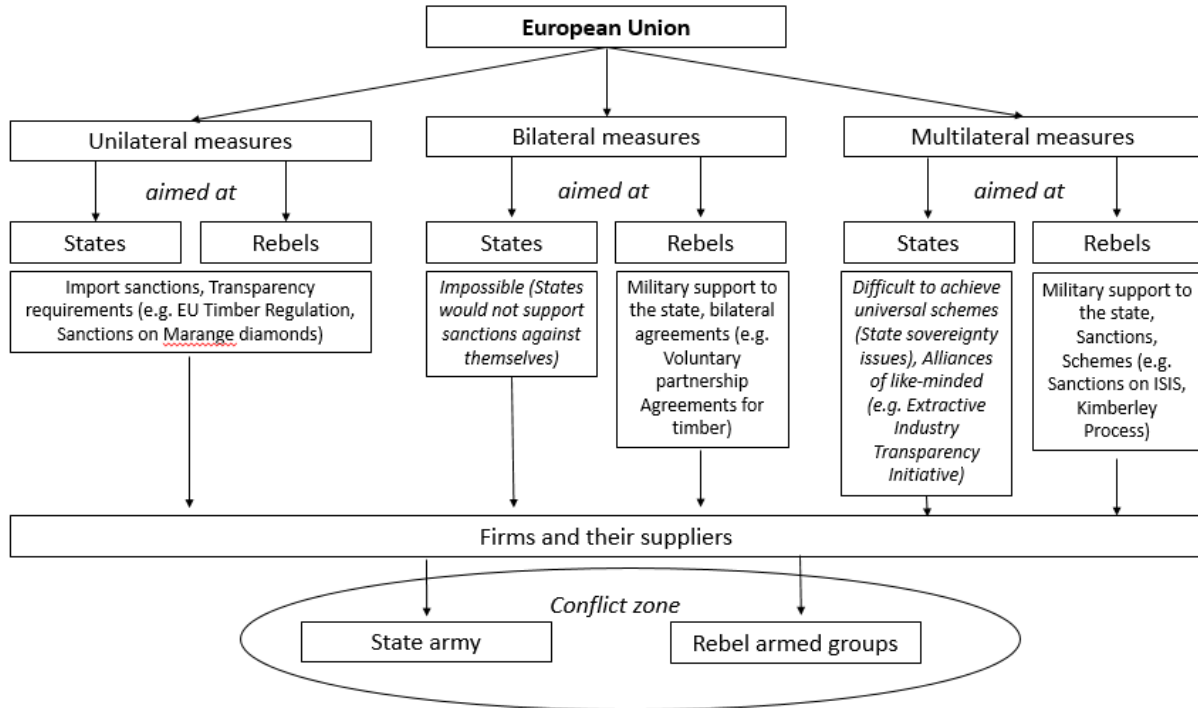 European Union
Unilateral measures
Bilateral measures
Multilateral measures
aimed at
aimed at
aimed at
States
Rebels
States
Rebels
States
Rebels
Import sanctions, Transparency
requirements (e.g. EU Timber Regulation,
Sanctions on Marange diamonds)
Impossible (States
would not support
sanctions against
themselves)
Military support to
the state, bilateral
agreements (e.g.
Voluntary
partnership
Agreements for
timber)
Difficult to achieve
universal schemes
(State sovereignty
issues), Alliances
of like-minded
(e.g. Extractive
Industry
Transparency
Initiative)
Military support to
the state,
Sanctions,
Schemes (e.g.
Sanctions on ISIS,
Kimberley
Process)
Firms and their suppliers
Conflict zone
State army
Rebel armed groups